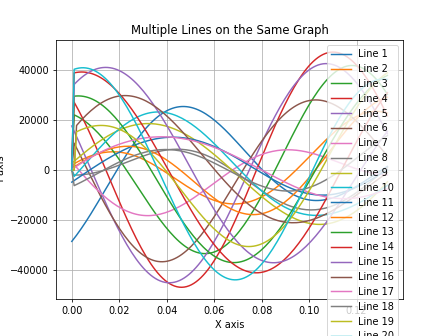 Multiple Lines on the Same Graph
40000
20000
0
−20000
−40000
0.00
0.02
0.04
0.06
0.08
0.10
X axis
Line 1
Line 2
Line 3
Line 4
Line 5
Line 6
Line 7
Line 8
Line 9
Line 10
Line 11
Line 12
Line 13
Line 14
Line 15
Line 16
Line 17
Line 18
Line 19
Line 20